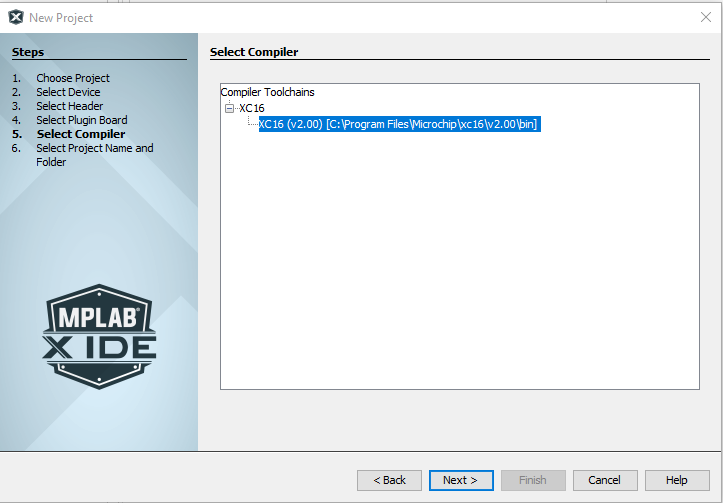 New Project
Steps
1. Choose Project
2. Select Device
3. Select Header
4. Select Plugin Board
5. Select Compiler
6. Select Project Name and
Folder
MPLAB®
X IDE
Select Compiler
Compiler Toolchains
XC16
XC16 (v2.00) [C:\Program Files\Microchip\xc16\v2.00\bin]
< Back
Next >
Finish
Cancel
Help